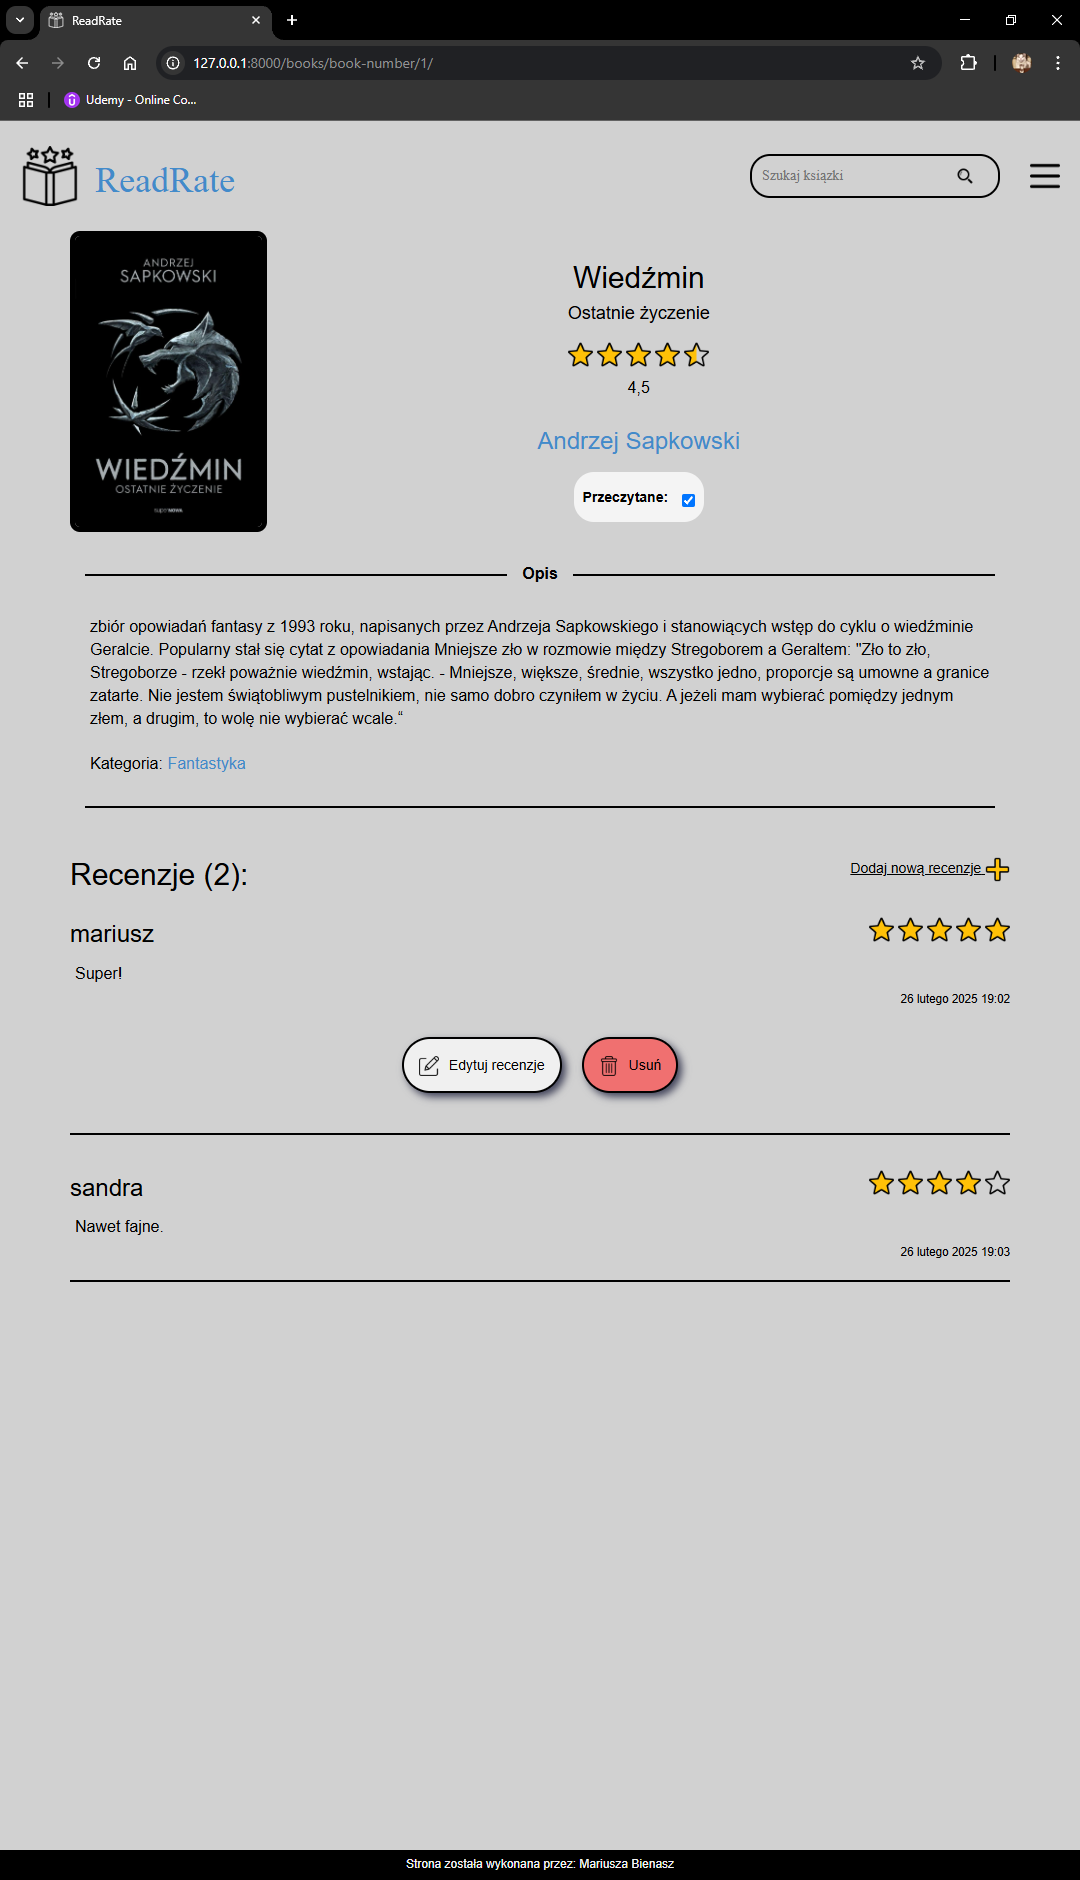 ReadRate
127.0.0.1:8000/books/book-number/1/
Udemy - Online Co...
ReadRate
Szukaj książki
ANDRZEJ
SAPKOWSKI
WIEDŹMIN
OSTATNIE ŻYCZENIE
superNOWA
Wiedźmin
Ostatnie życzenie
4,5
Andrzej Sapkowski
Przeczytane:
Opis
zbiór opowiadań fantasy z 1993 roku, napisanych przez Andrzeja Sapkowskiego i stanowiących wstęp do cyklu o wiedźminie
Geralcie. Popularny stał się cytat z opowiadania Mniejsze zło w rozmowie między Stregoborem a Geraltem: "Zło to zło,
Stregoborze - rzekł poważnie wiedźmin, wstając. - Mniejsze, większe, średnie, wszystko jedno, proporcje są umowne a granice
zatarte. Nie jestem świątobliwym pustelnikiem, nie samo dobro czyniłem w życiu. A jeżeli mam wybierać pomiędzy jednym
złem, a drugim, to wolę nie wybierać wcale.“
Kategoria: Fantastyka
Recenzje (2):
Dodaj nową recenzje
mariusz
Super!
26 lutego 2025 19:02
Edytuj recenzje
Usuń
sandra
Nawet fajne.
26 lutego 2025 19:03
Strona została wykonana przez: Mariusza Bienasz